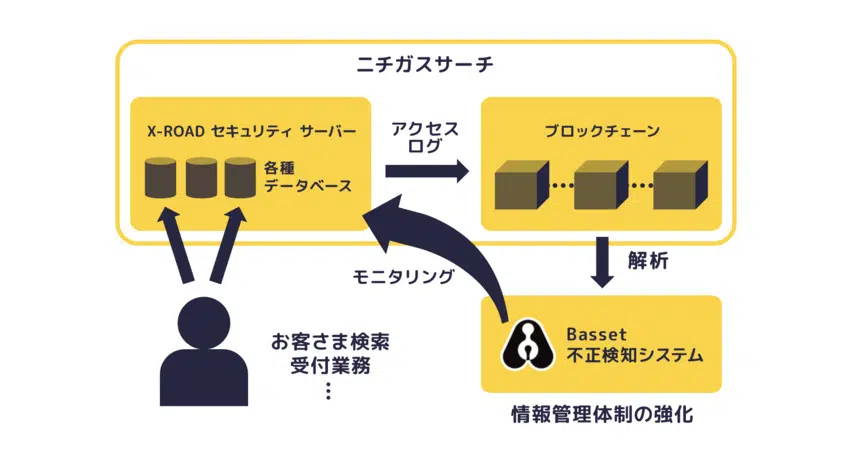 ニチガスサーチ
X-ROAD セキュリティ サーバー
各種
データベース
アクセス
ログ
ブロックチェーン
モニタリング
解析
お客さま検索
受付業務
⋮
Basset
不正検知システム
情報管理体制の強化